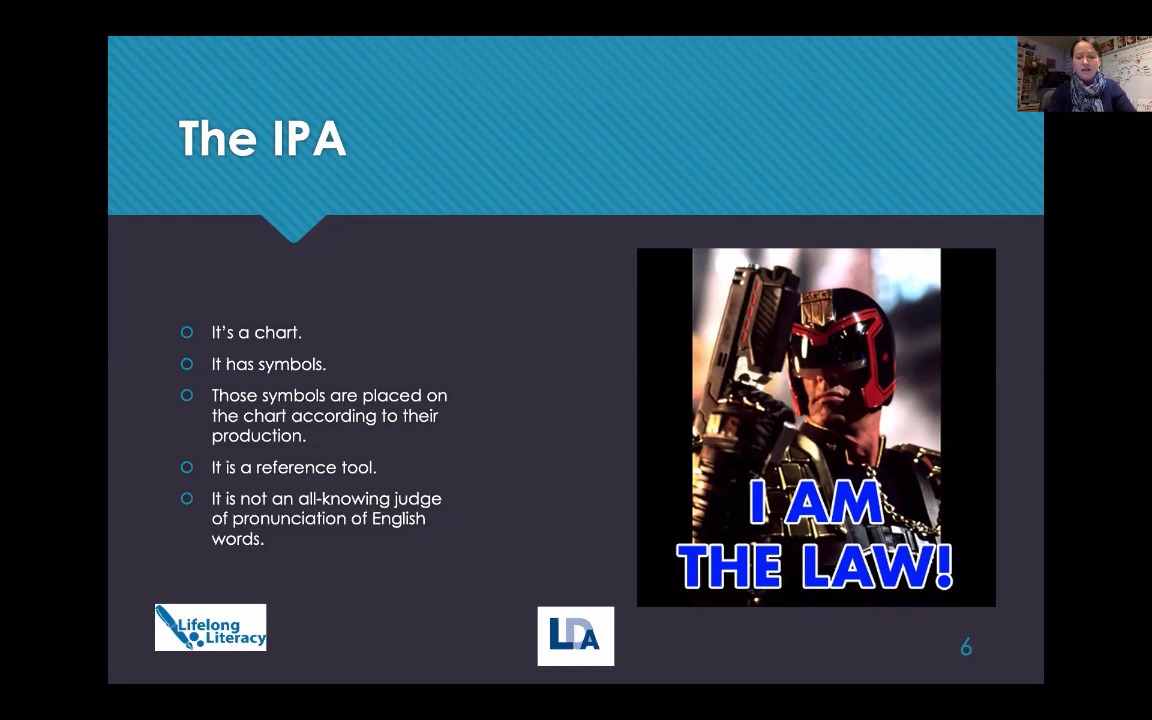 The IPA
It's a chart.
It has symbols.
Those symbols are placed on
the chart according to their
production.
It is a reference tool.
It is not an all-knowing judge
of pronunciation of English
words.
I AM
THE LAW!
Lifelong
Literacy
LDA
6